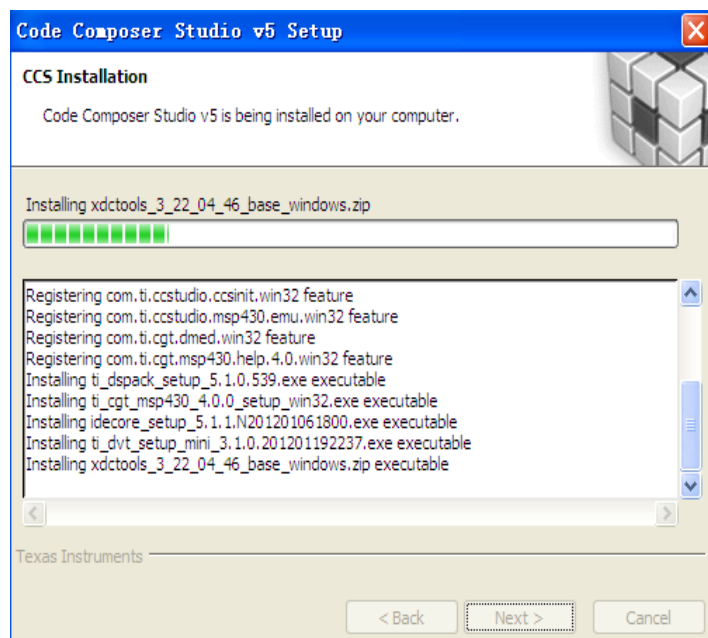 Code Composer Studio v5 Setup
CCS Installation
Code Composer Studio v5 is being installed on your computer.
Installing xdctools_3_22_04_46_base_windows.zip
Registering com.ti.ccstudio.ccsinit.win32 feature
Registering com.ti.ccstudio.msp430.emu.win32 feature
Registering com.ti.cgt.dmed.win32 feature
Registering com.ti.cgt.msp430.help.4.0.win32 feature
Installing ti_dspack_setup_5.1.0.539.exe executable
Installing ti_cgt_msp430_4.0.0_setup_win32.exe executable
Installing idecore_setup_5.1.1.N201201061800.exe executable
Installing ti_dvt_setup_mini_3.1.0.201201192237.exe executable
Installing xdctools_3_22_04_46_base_windows.zip executable
Texas Instruments
< Back
Next >
Cancel